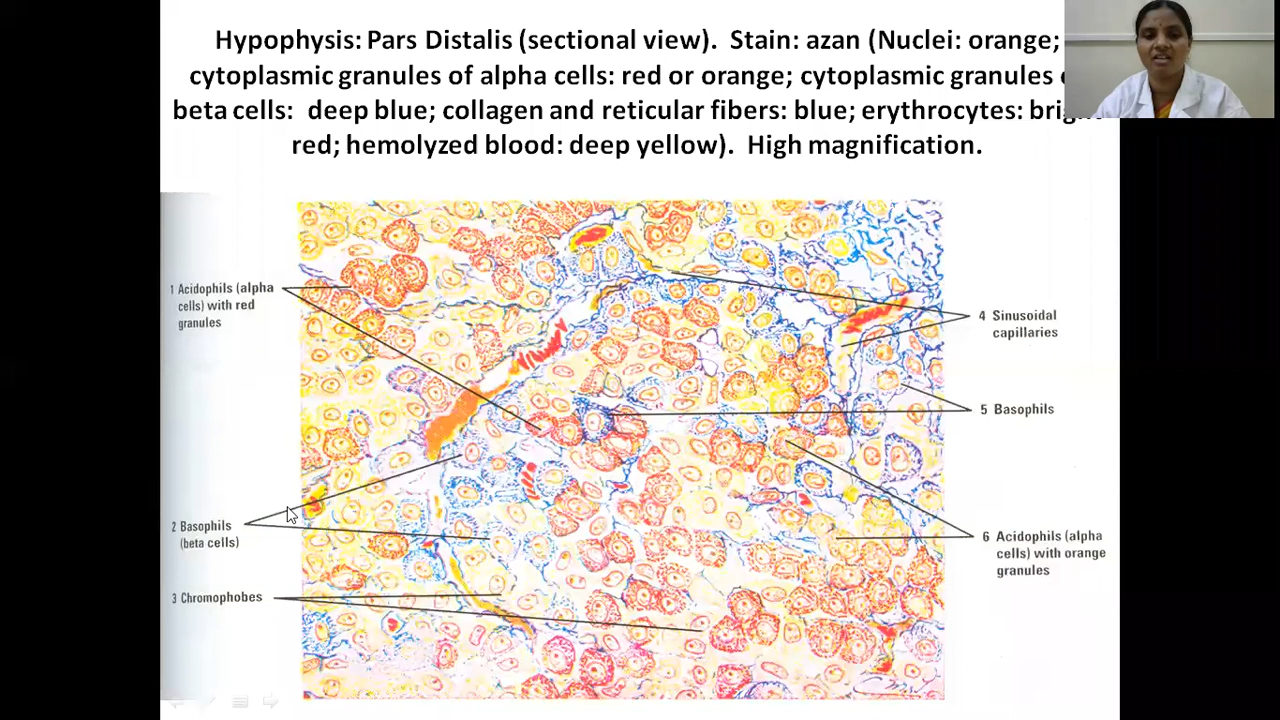 Hypophysis: Pars Distalis (sectional view).  Stain: azan (Nuclei: orange;
cytoplasmic granules of alpha cells: red or orange; cytoplasmic granules
beta cells:  deep blue; collagen and reticular fibers: blue; erythrocytes:
red; hemolyzed blood: deep yellow).  High magnification.
1 Acidophils (alpha
cells) with red
granules
2 Basophils
(beta cells)
3 Chromophobes
4 Sinusoidal
capillaries
5 Basophils
6 Acidophils (alpha
cells) with orange
granules